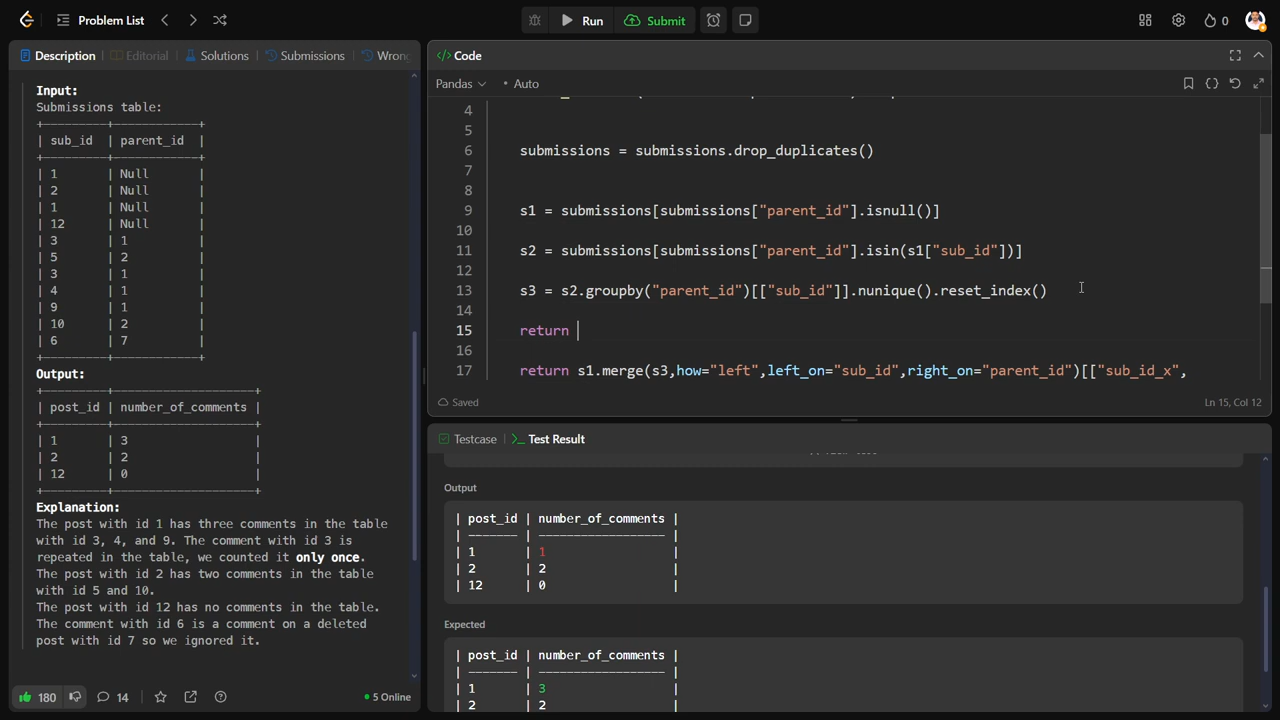 Problem List
Run
Submit
0
Description
Editorial
Solutions
Submissions
Wrong
Input:
Submissions table:
| sub_id | parent_id |
| 1 | Null |
| 2 | Null |
| 1 | Null |
| 12 | Null |
| 3 | 1 |
| 5 | 2 |
| 3 | 1 |
| 4 | 1 |
| 9 | 1 |
| 10 | 2 |
| 6 | 7 |
Output:
| post_id | number_of_comments |
| 1 | 3 |
| 2 | 2 |
| 12 | 0 |
Explanation:
The post with id 1 has three comments in the table
with id 3, 4, and 9. The comment with id 3 is
repeated in the table, we counted it only once.
The post with id 2 has two comments in the table
with id 5 and 10.
The post with id 12 has no comments in the table.
The comment with id 6 is a comment on a deleted
post with id 7 so we ignored it.
180
14
5 Online
</> Code
Pandas
• Auto
4
5
6 submissions = submissions.drop_duplicates()
7
8
9 s1 = submissions[submissions["parent_id"].isnull()]
10
11 s2 = submissions[submissions["parent_id"].isin(s1["sub_id"])]
12
13 s3 = s2.groupby("parent_id")[["sub_id"]].nunique().reset_index()
14
15 return
16
17 return s1.merge(s3,how="left",left_on="sub_id",right_on="parent_id")[["sub_id_x",
Saved
Ln 15, Col 12
Testcase
>_ Test Result
Output
| post_id | number_of_comments |
| ------- | ------------------ |
| 1 | 1 |
| 2 | 2 |
| 12 | 0 |
Expected
| post_id | number_of_comments |
| ------- | ------------------ |
| 1 | 3 |
| 2 | 2 |